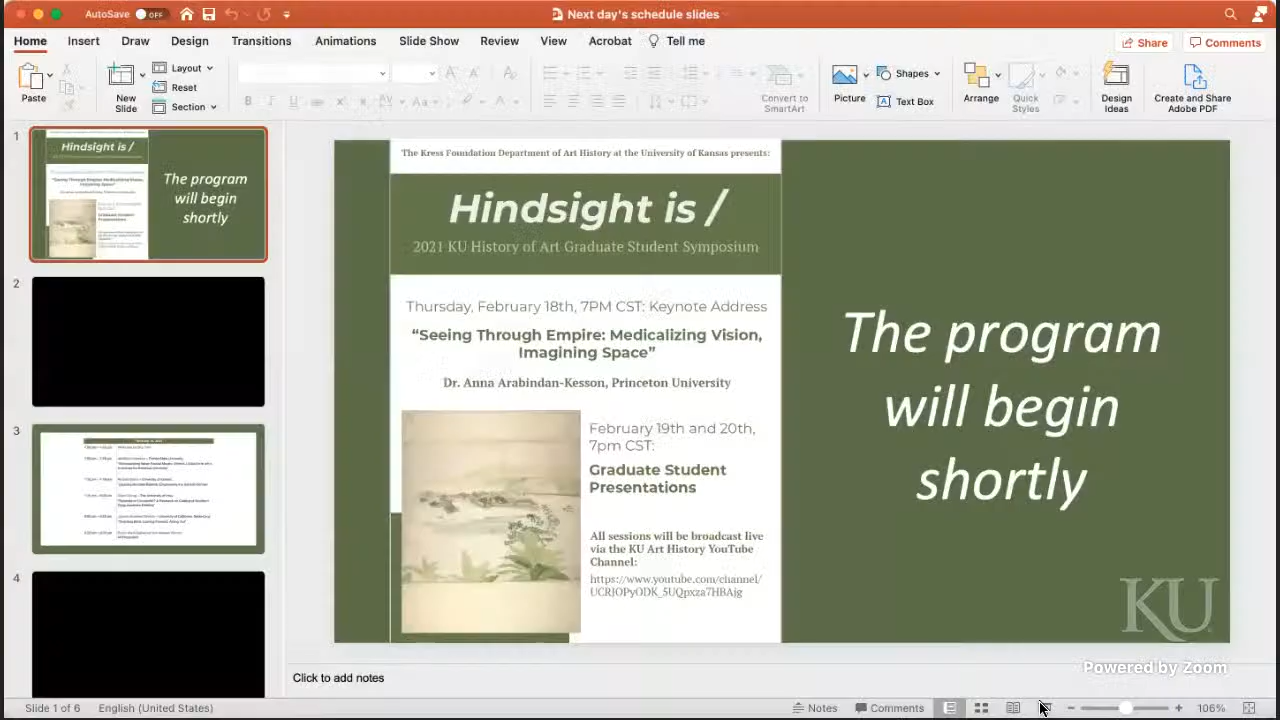 AutoSave OFF
Next day's schedule slides
Home Insert Draw Design Transitions Animations Slide Show Review View Acrobat Tell me
Share Comments
Paste
New
Slide
Layout
Reset
Section
Convert to
SmartArt
Picture
Shapes
Text Box
Arrange
Quick
Styles
Design
Ideas
Create and Share
Adobe PDF
1
Hindsight is /
The program
will begin
shortly
2
3
4
The Kress Foundation Department of Art History at the University of Kansas presents:
Hindsight is /
2021 KU History of Art Graduate Student Symposium
Thursday, February 18th, 7PM CST: Keynote Address
“Seeing Through Empire: Medicalizing Vision,
Imagining Space”
Dr. Anna Arabindan-Kesson, Princeton University
February 19th and 20th,
7pm CST:
Graduate Student
Presentations
All sessions will be broadcast live
via the KU Art History YouTube
Channel:
https://www.youtube.com/channel/
The program
will begin
shortly
KU
Powered by Zoom
Click to add notes
Slide 1 of 6 English (United States) Notes Comments 106%